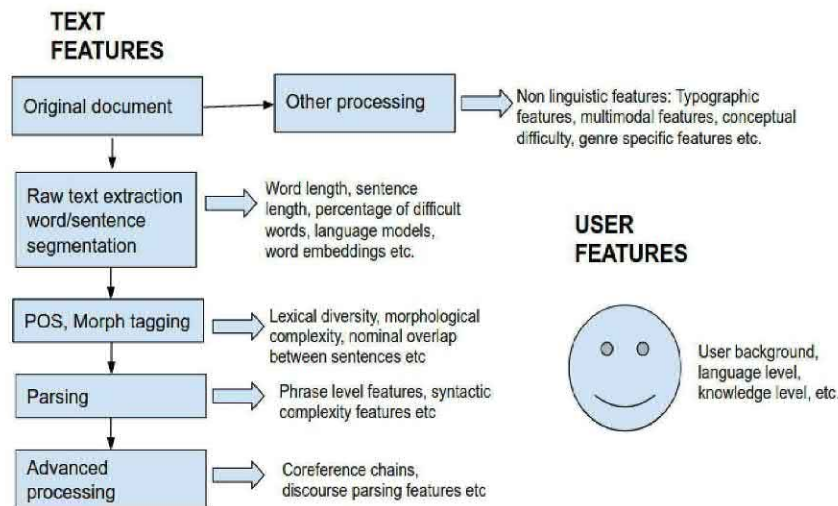 TEXT
FEATURES
Original document
Other processing
Non linguistic features: Typographic
features, multimodal features, conceptual
difficulty, genre specific features etc.
Raw text extraction
word/sentence
segmentation
Word length, sentence
length, percentage of difficult
words, language models,
word embeddings etc.
USER
FEATURES
POS, Morph tagging
Lexical diversity, morphological
complexity, nominal overlap
between sentences etc
User background,
language level,
knowledge level, etc
Parsing
Phrase level features, syntactic
complexity features etc
Advanced
processing
Coreference chains,
discourse parsing features etc